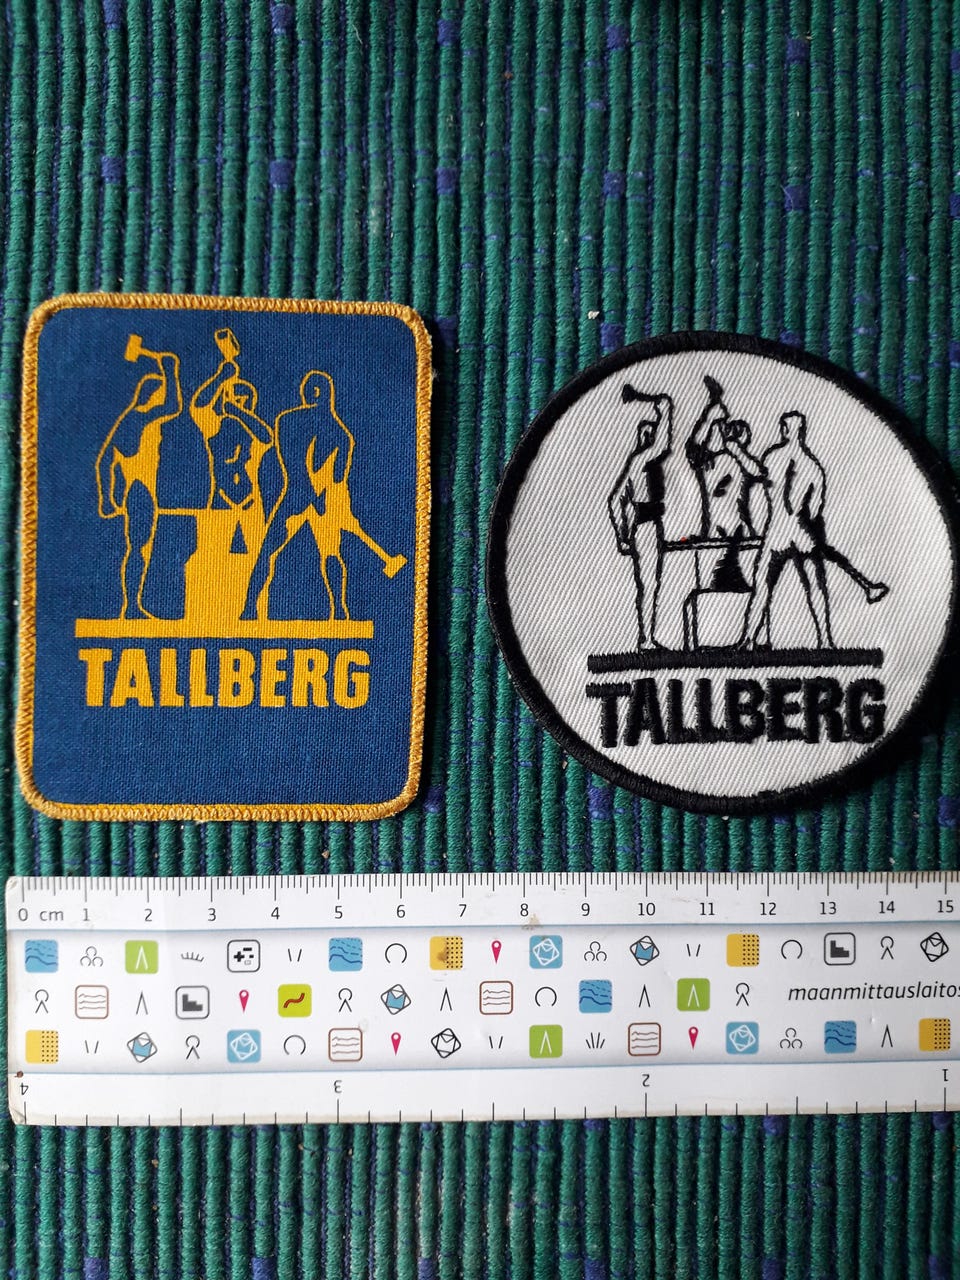 TALLBERG
TALLBERG
0 cm 1 2 3 4 5 6 7 8 9 10 11 12 13 14 15
maanmittauslaitos
4 3 2 1